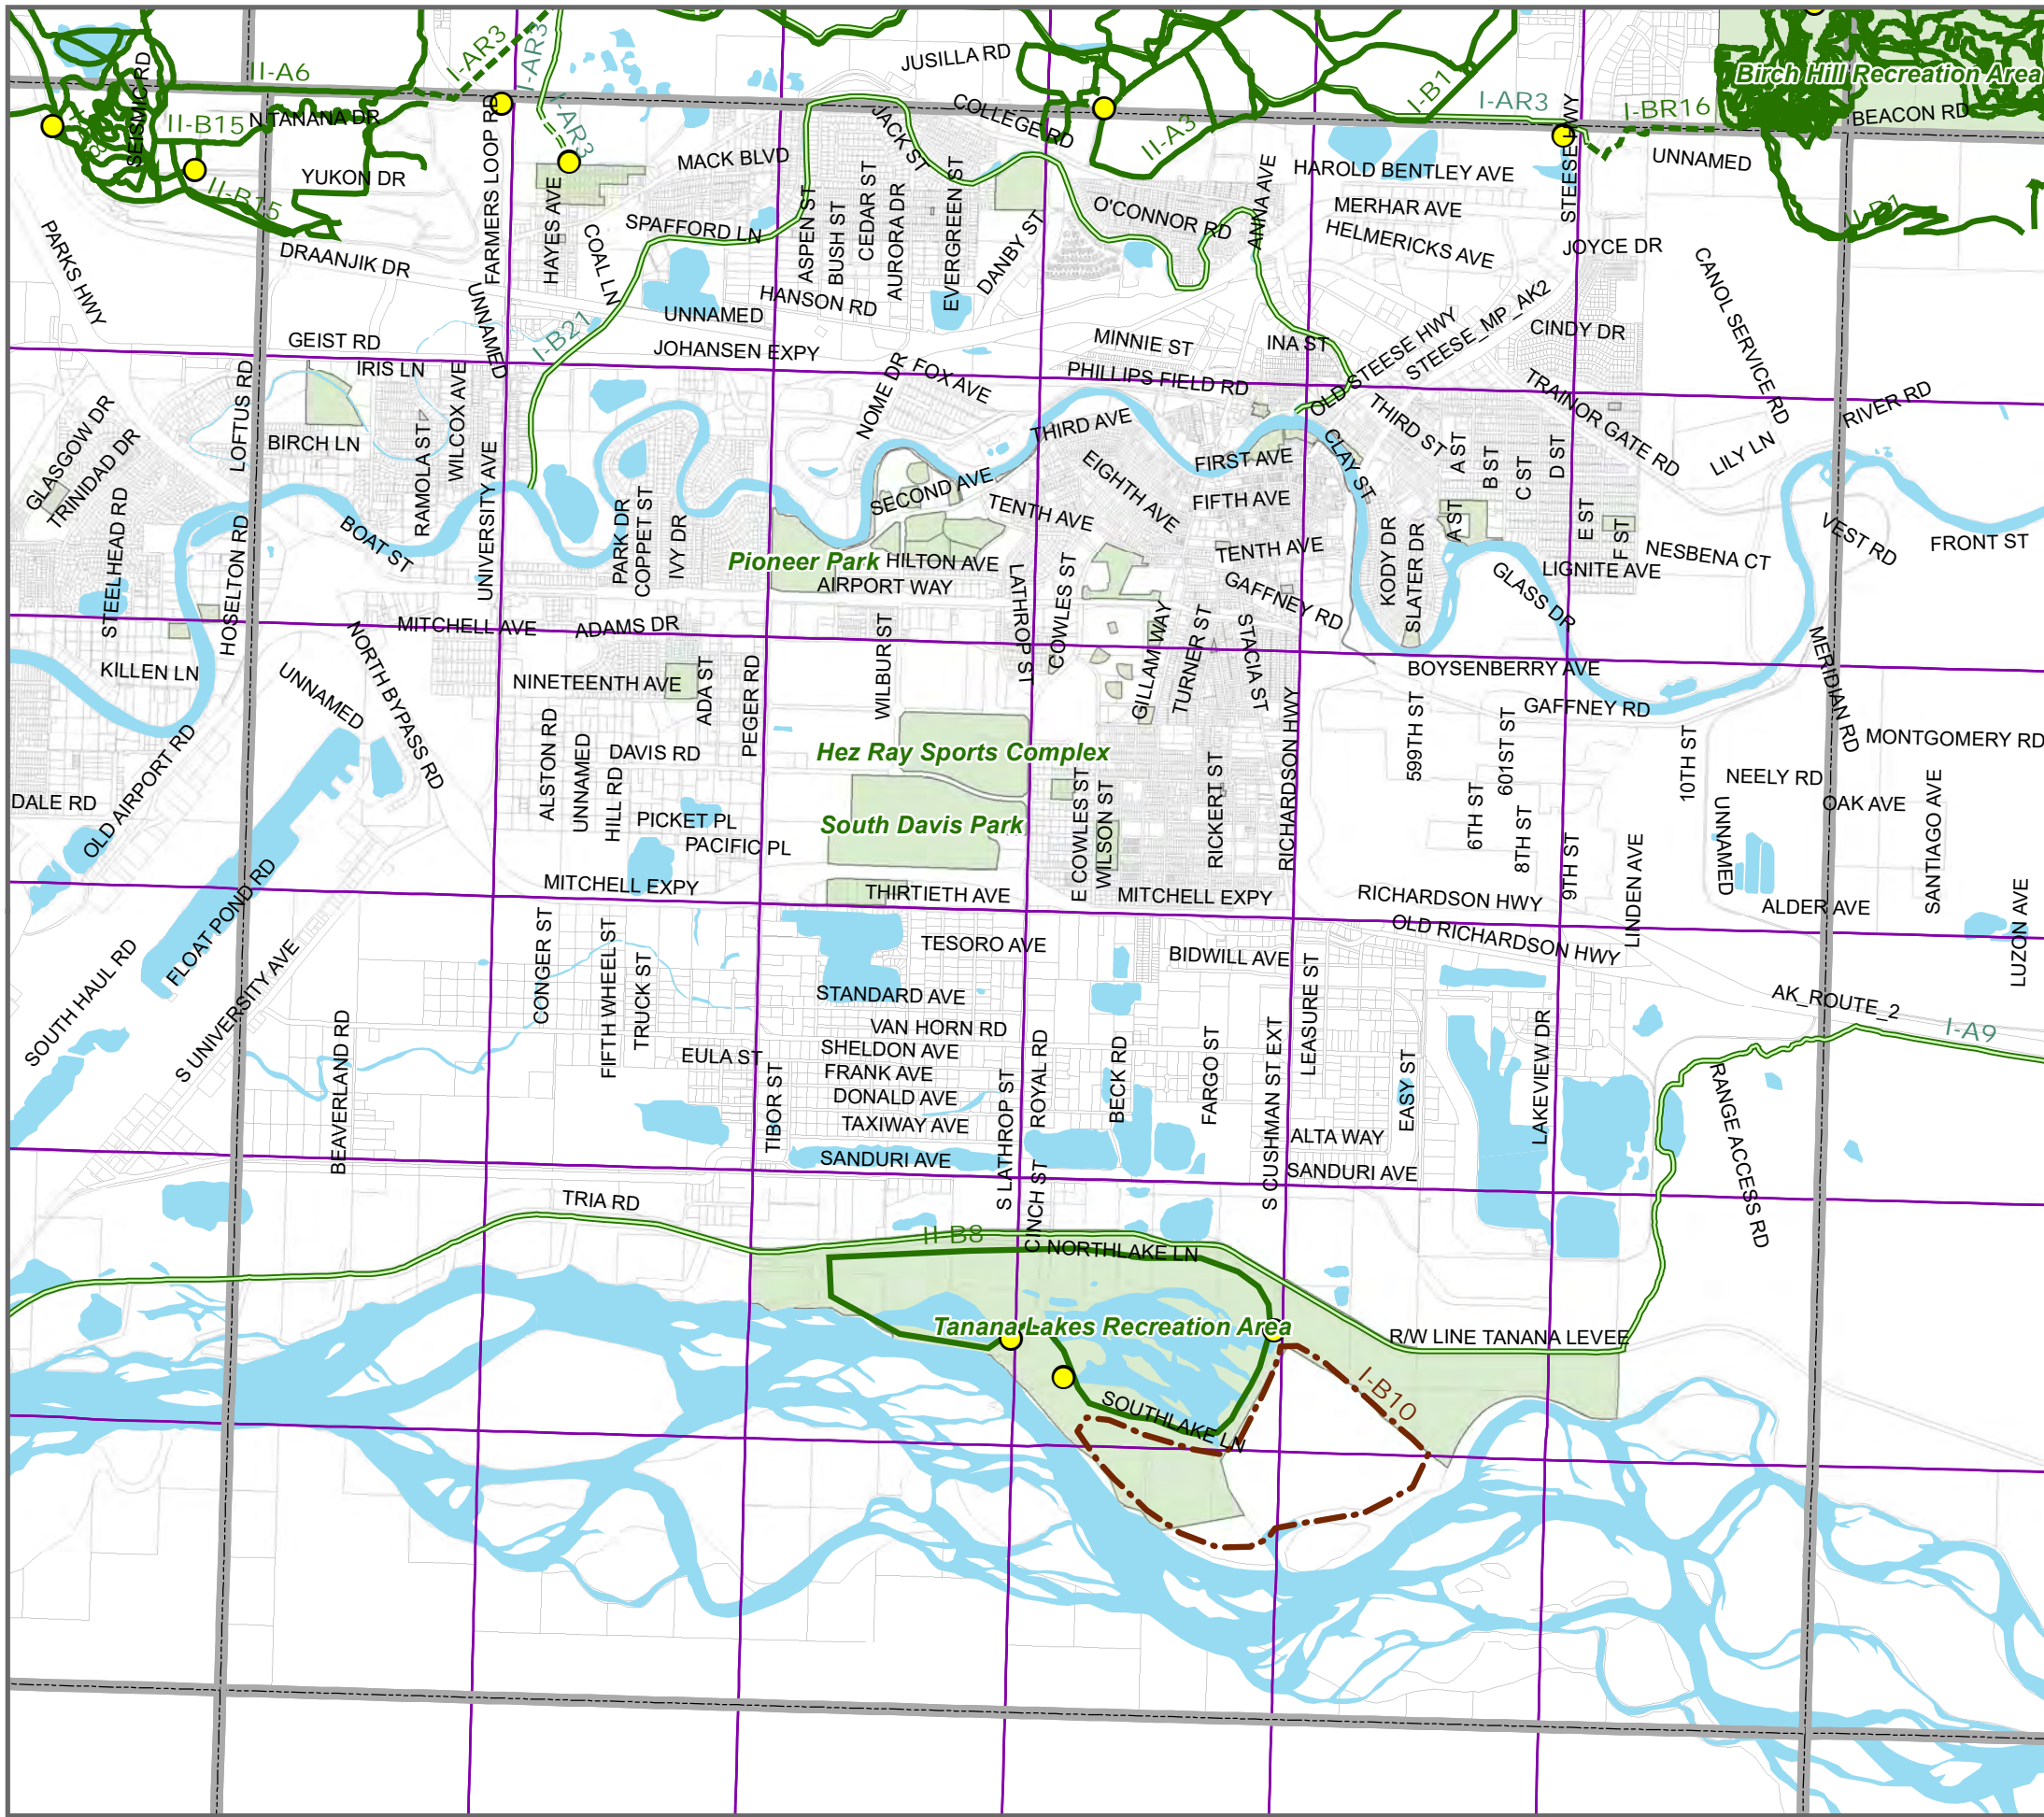 JUSILLA RD
I-AR3
I-AR3
II-A6
Birch Hill Recreation Area
SEISMIC RD
N TANANA DR
II-B15
FARMERS LOOP RD
I-AR3
JACK ST
COLLEGE RD
II-A3
I-B1
I-AR3
STEESE HWY
I-BR16
BEACON RD
MACK BLVD
UNNAMED
YUKON DR
II-B15
HAROLD BENTLEY AVE
MERHAR AVE
HELMERICKS AVE
O'CONNOR RD
ANNA AVE
II-B1
PARKS HWY
DRAANJIK DR
HAYES AVE
COAL LN
SPAFFORD LN
ASPEN ST
BUSH ST
CEDAR ST
AURORA DR
EVERGREEN ST
DANBY ST
JOYCE DR
CANOL SERVICE RD
UNNAMED
HANSON RD
UNNAMED
I-B21
GEIST RD
JOHANSEN EXPY
MINNIE ST
INA ST
OLD STEESE HWY
STEESE_MP_AK2
CINDY DR
IRIS LN
LOFTUS RD
WILCOX AVE
NOME DR
FOX AVE
PHILLIPS FIELD RD
TRAINOR GATE RD
RIVER RD
GLASGOW DR
TRINIDAD DR
BIRCH LN
RAMOLA ST
UNIVERSITY AVE
THIRD AVE
THIRD ST
A ST
B ST
C ST
D ST
LILY LN
STEELHEAD RD
HOSELTON RD
BOAT ST
PARK DR
COPPET ST
IVY DR
SECOND AVE
TENTH AVE
EIGHTH AVE
FIRST AVE
FIFTH AVE
CLAY ST
A ST
E ST
F ST
VEST RD
FRONT ST
Pioneer Park
HILTON AVE
AIRPORT WAY
LATHROP ST
COWLES ST
TENTH AVE
GAFFNEY RD
KODY DR
SLATER DR
GLASS DR
LIGNITE AVE
NESBENA CT
MITCHELL AVE
ADAMS DR
WILBUR ST
GILLAM WAY
TURNER ST
STACIA ST
BOYSENBERRY AVE
MERIDIAN RD
KILLEN LN
UNNAMED
NORTH BYPASS RD
NINETEENTH AVE
ADA ST
PEGER RD
RICHARDSON HWY
599TH ST
601ST ST
GAFFNEY RD
10TH ST
MONTGOMERY RD
OLD AIRPORT RD
ALSTON RD
UNNAMED
DAVIS RD
HILL RD
Hez Ray Sports Complex
NEELY RD
DALE RD
PICKET PL
PACIFIC PL
South Davis Park
E COWLES ST
WILSON ST
RICKERT ST
6TH ST
8TH ST
9TH ST
LINDEN AVE
UNNAMED
OAK AVE
SANTIAGO AVE
FLOAT POND RD
MITCHELL EXPY
THIRTIETH AVE
MITCHELL EXPY
RICHARDSON HWY
OLD RICHARDSON HWY
ALDER AVE
LUZON AVE
SOUTH HAUL RD
S UNIVERSITY AVE
CONGER ST
FIFTH WHEEL ST
TRUCK ST
TESORO AVE
BIDWILL AVE
LEASURE ST
STANDARD AVE
AK_ROUTE_2
I-A9
BEAVERLAND RD
EULA ST
VAN HORN RD
SHELDON AVE
FRANK AVE
DONALD AVE
TAXIWAY AVE
SANDURI AVE
TIBOR ST
S LATHROP ST
ROYAL RD
BECK RD
FARGO ST
S CUSHMAN ST EXT
EASY ST
ALTA WAY
SANDURI AVE
LAKEVIEW DR
RANGE ACCESS RD
TRIA RD
II-B8
CINCH ST
NORTHLAKE LN
Tanana Lakes Recreation Area
R/W LINE TANANA LEVEE
I-B10
SOUTHLAKE LN